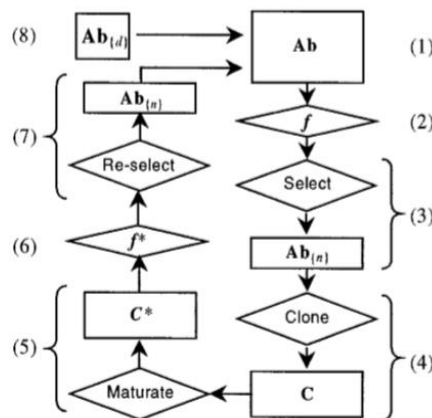 (8) Ab{d} Ab (1)
Ab{n} f (2)
(7) Re-select Select
(3)
(6) f* Ab{n}
C* Clone
(5) (4)
Maturate C